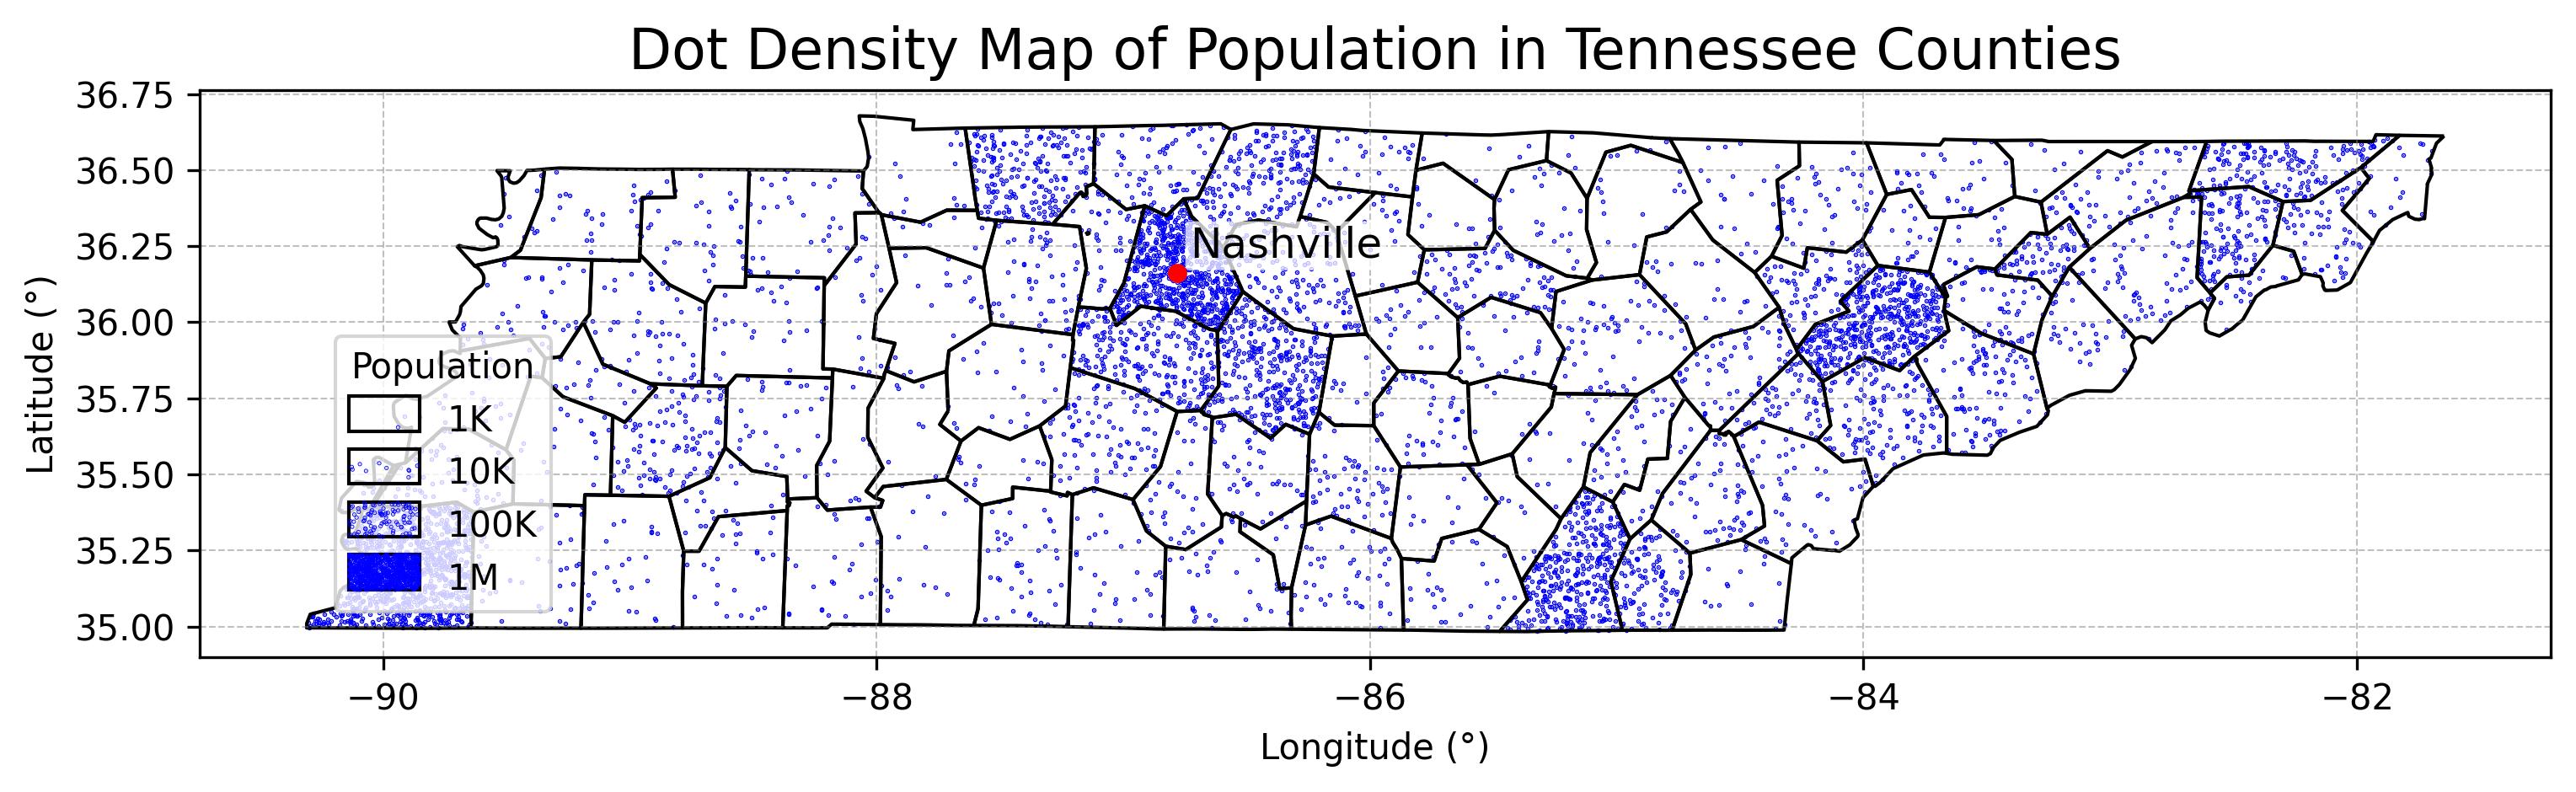 Dot Density Map of Population in Tennessee Counties
36.75
36.50
36.25
36.00
35.75
35.50
35.25
35.00
Latitude (°)
Nashville
Population
1K
10K
100K
1M
−90
−88
−86
−84
−82
Longitude (°)